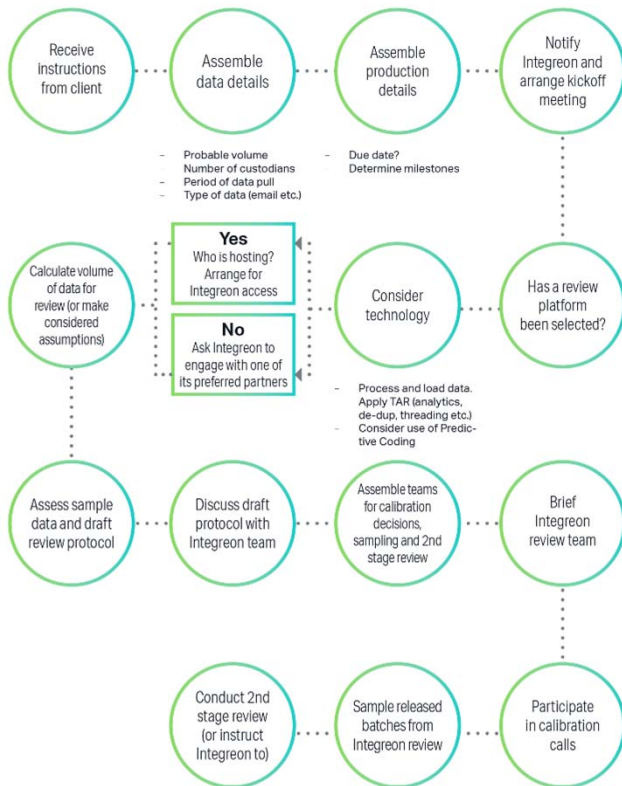 Receive
instructions
from client
Assemble
data details
Assemble
production
details
Notify
Integreon and
arrange kickoff
meeting
– Probable volume
– Number of custodians
– Period of data pull
– Type of data (email etc.)
– Due date?
Determine milestones
Has a review
platform
been selected?
Consider
technology
– Process and load data.
Apply TAR (analytics,
de-dup, threading etc.)
– Consider use of Predic-
tive Coding
Yes
Who is hosting?
Arrange for
Integreon access
No
Ask Integreon to
engage with one of
its preferred partners
Calculate volume
of data for
review (or make
considered
assumptions)
Assess sample
data and draft
review protocol
Discuss draft
protocol with
Integreon team
Assemble teams
for calibration
decisions,
sampling and 2nd
stage review
Brief
Integreon
review team
Participate
in calibration
calls
Sample released
batches from
Integreon review
Conduct 2nd
stage review
(or instruct
Integreon to)